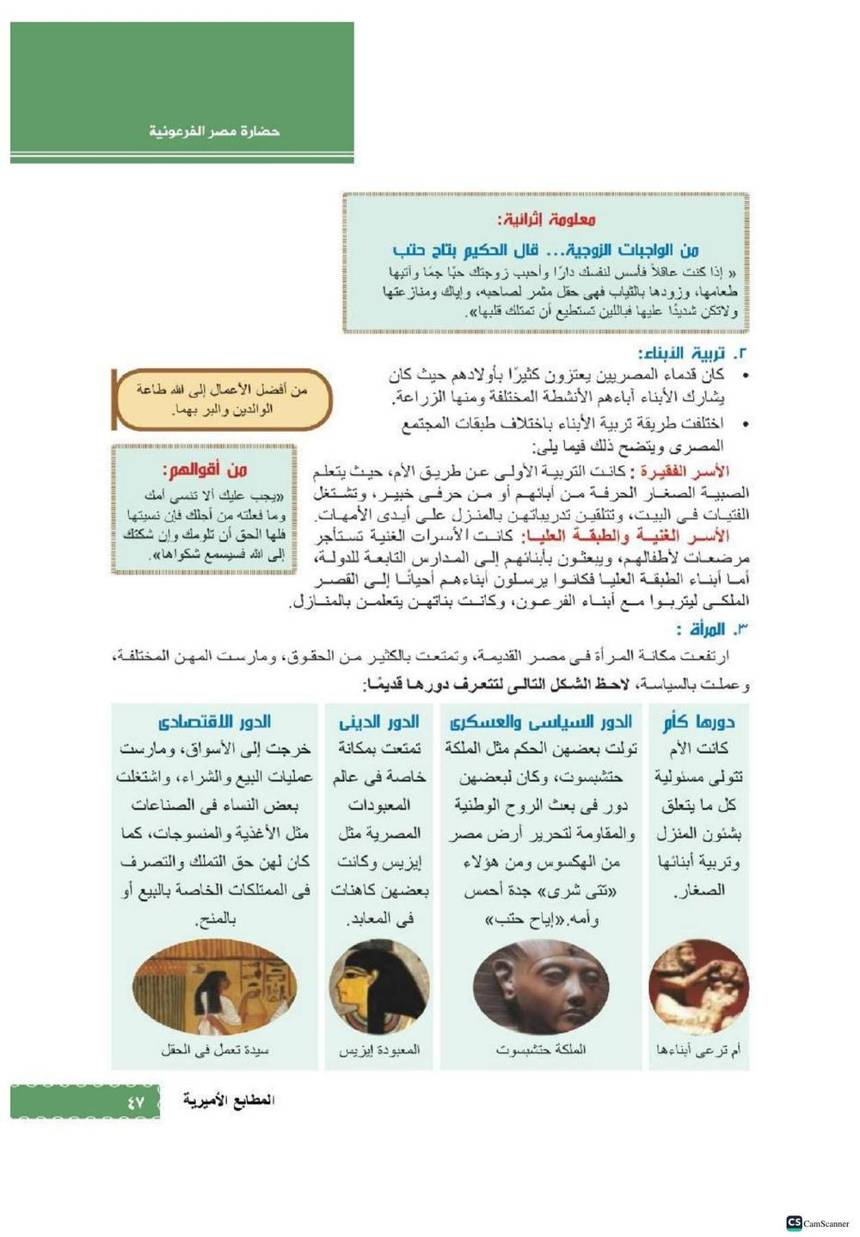 حضارة مصر الفرعونية
معلومة إثرائية:
من الواجبات الزوجية... قال الحكيم بتاح حتب
« إذا كنت عاقلاً فأسس لنفسك دارًا وأحبب زوجتك حبًا جمًا وآتيها
طعامها، وزودها بالثياب فهى حقل مثمر لصاحبه، وإياك ومنازعتها
ولاتكن شديدًا عليها فباللين تستطيع أن تمتلك قلبها».
٢. تربية الأبناء:
• كان قدماء المصريين يعتزون كثيرًا بأولادهم حيث كان
يشارك الأبناء آباءهم الأنشطة المختلفة ومنها الزراعة.
• اختلفت طريقة تربية الأبناء باختلاف طبقات المجتمع
المصرى ويتضح ذلك فيما يلى:
من أفضل الأعمال إلى الله طاعة
الوالدين والبر بهما.
الأسر الفقيرة : كانت التربية الأولى عن طريق الأم، حيث يتعلم
الصبية الصغار الحرفة من آبائهم أو من حرفى خبير، وتشتغل
الفتيات فى البيت، وتتلقين تدريباتهن بالمنزل على أيدى الأمهات.
الأسر الغنية والطبقة العليا: كانت الأسرات الغنية تستأجر
مرضعات لأطفالهم، ويبعثون بأبنائهم إلى المدارس التابعة للدولة،
أما أبناء الطبقة العليا فكانوا يرسلون أبناءهم أحيانًا إلى القصر
الملكى ليتربوا مع أبناء الفرعون، وكانت بناتهن يتعلمن بالمنازل.
من أقوالهم:
«يجب عليك ألا تنسى أمك
وما فعلته من أجلك فإن نسيتها
فلها الحق أن تلومك وإن شكتك
إلى الله فسيسمع شكواها».
٣. المرأة :
ارتفعت مكانة المرأة فى مصر القديمة، وتمتعت بالكثير من الحقوق، ومارست المهن المختلفة،
وعملت بالسياسة، لاحظ الشكل التالى لتتعرف دورها قديمًا:
دورها كأم
كانت الأم
تتولى مسئولية
كل ما يتعلق
بشئون المنزل
وتربية أبنائها
الصغار.
أم ترعى أبناءها
الدور السياسى والعسكرى
تولت بعضهن الحكم مثل الملكة
حتشبسوت، وكان لبعضهن
دور فى بعث الروح الوطنية
والمقاومة لتحرير أرض مصر
من الهكسوس ومن هؤلاء
«تتى شرى» جدة أحمس
وأمه.«إياح حتب»
الملكة حتشبسوت
الدور الدينى
تمتعت بمكانة
خاصة فى عالم
المعبودات
المصرية مثل
إيزيس وكانت
بعضهن كاهنات
فى المعابد.
المعبودة إيزيس
الدور الاقتصادى
خرجت إلى الأسواق، ومارست
عمليات البيع والشراء، واشتغلت
بعض النساء فى الصناعات
مثل الأغذية والمنسوجات، كما
كان لهن حق التملك والتصرف
فى الممتلكات الخاصة بالبيع أو
بالمنح.
سيدة تعمل فى الحقل
المطابع الأميرية
٤٧
CS CamScanner